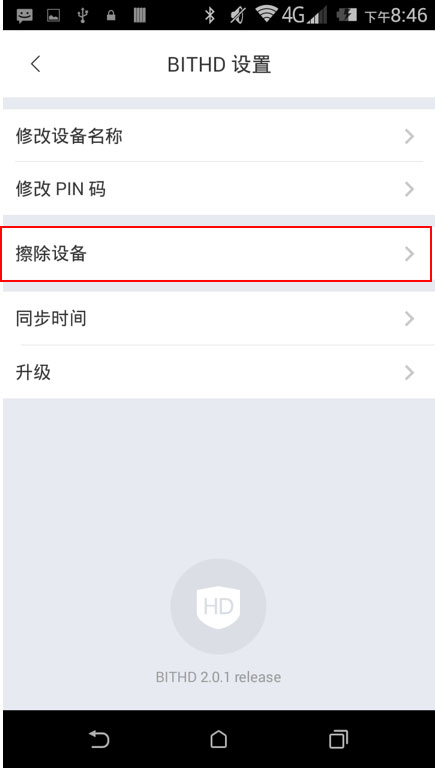 4G 下午8:46
BITHD 设置
修改设备名称
修改 PIN 码
擦除设备
同步时间
升级
HD
BITHD 2.0.1 release